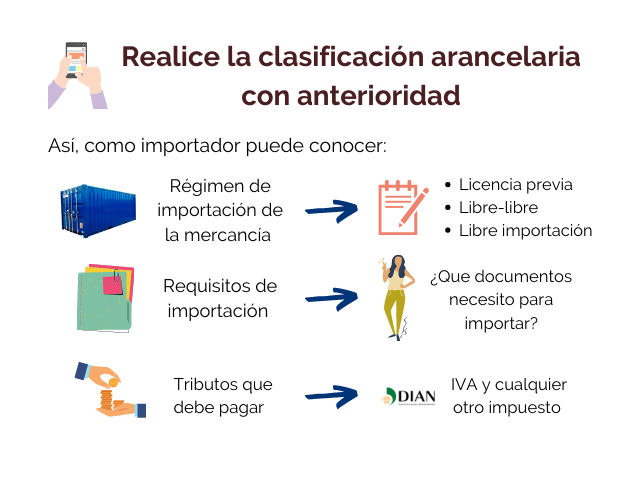 Realice la clasificación arancelaria
con anterioridad
Así, como importador puede conocer:
Régimen de
importación de
la mercancía
Licencia previa
Libre-libre
Libre importación
Requisitos de
importación
¿Que documentos
necesito para
importar?
Tributos que
debe pagar
DIAN
IVA y cualquier
otro impuesto